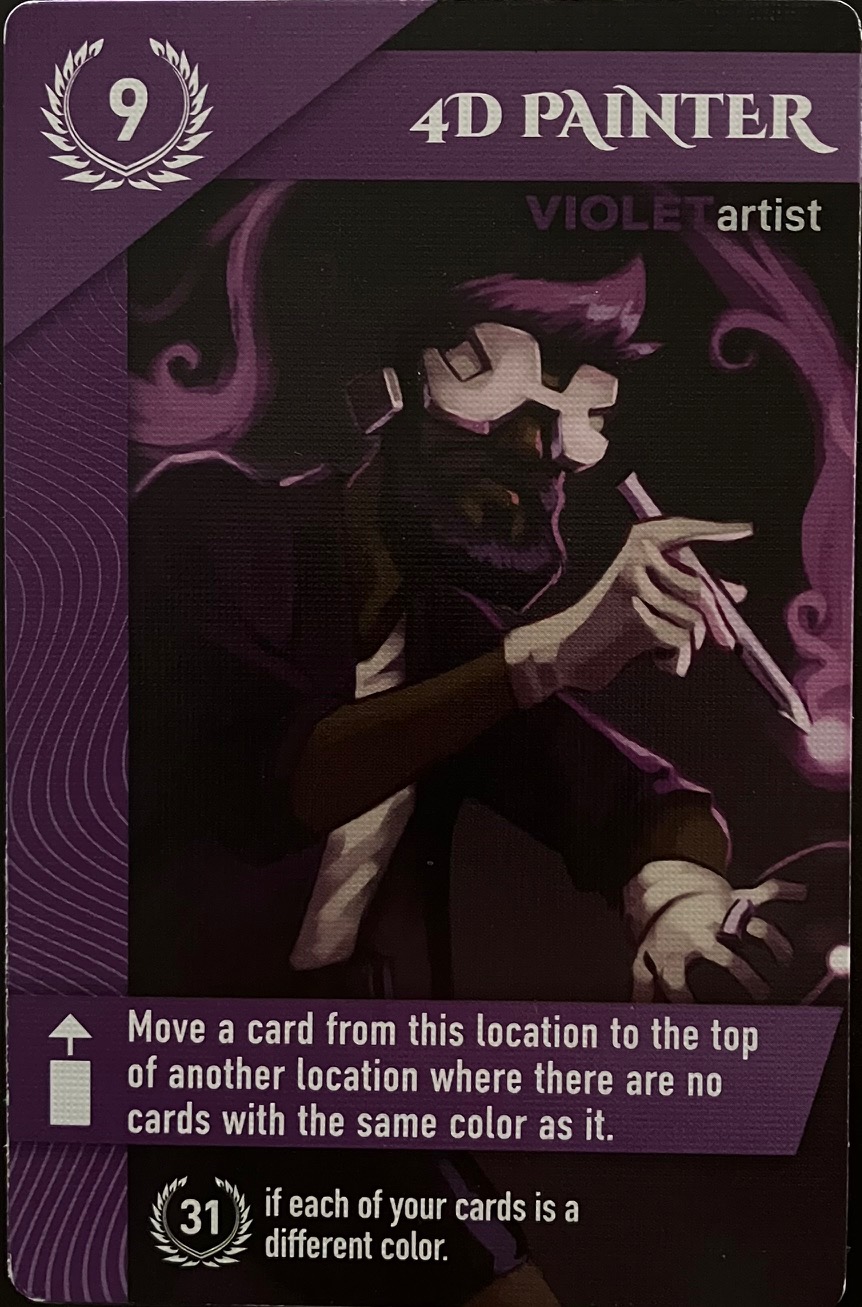 9
4D PAINTER
VIOLETartist
Move a card from this location to the top
of another location where there are no
cards with the same color as it.
31
if each of your cards is a
different color.